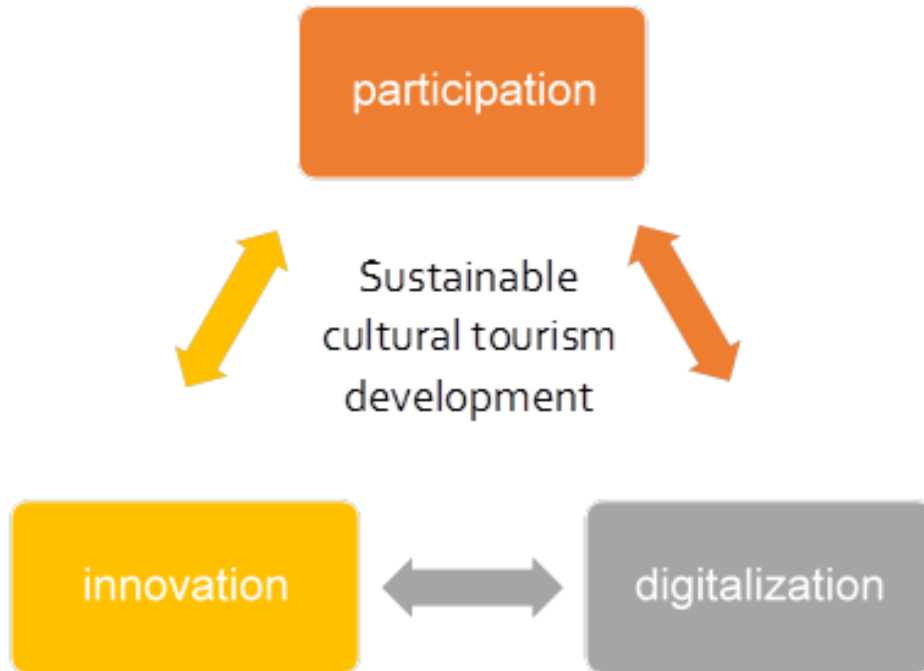 participation
Sustainable
cultural tourism
development
innovation
digitalization